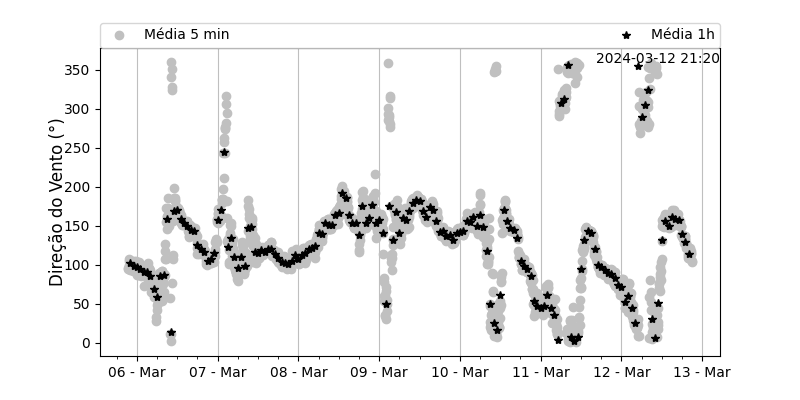 Média 5 min
Média 1h
2024-03-12 21:20
Direção do Vento (°)
350
300
250
200
150
100
50
0
06 - Mar
07 - Mar
08 - Mar
09 - Mar
10 - Mar
11 - Mar
12 - Mar
13 - Mar